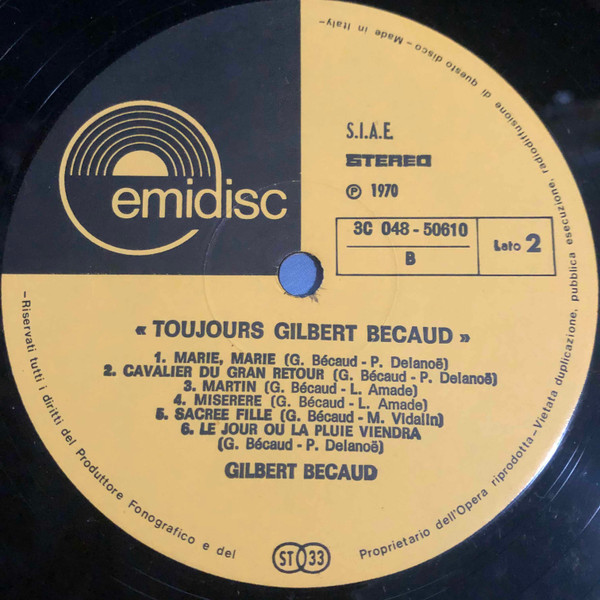 emidisc
S.I.A.E.
STEREO
Ⓟ 1970
3C 048 - 50610
B
Lato 2
« TOUJOURS GILBERT BECAUD »
1. MARIE, MARIE (G. Bécaud - P. Delanoë)
2. CAVALIER DU GRAN RETOUR (G. Bécaud - P. Delanoë)
3. MARTIN (G. Bécaud - L. Amade)
4. MISERERE (G. Bécaud - L. Amade)
5. SACREE FILLE (G. Bécaud - M. Vidalin)
6. LE JOUR OU LA PLUIE VIENDRA
(G. Bécaud - P. Delanoë)
GILBERT BECAUD
ST 33
–Riservati tutti i diritti del Produttore Fonografico e del Proprietario dell'Opera riprodotta–Vietata duplicazione, pubblica esecuzione, radiodiffusione di questo disco–Made in Italy–